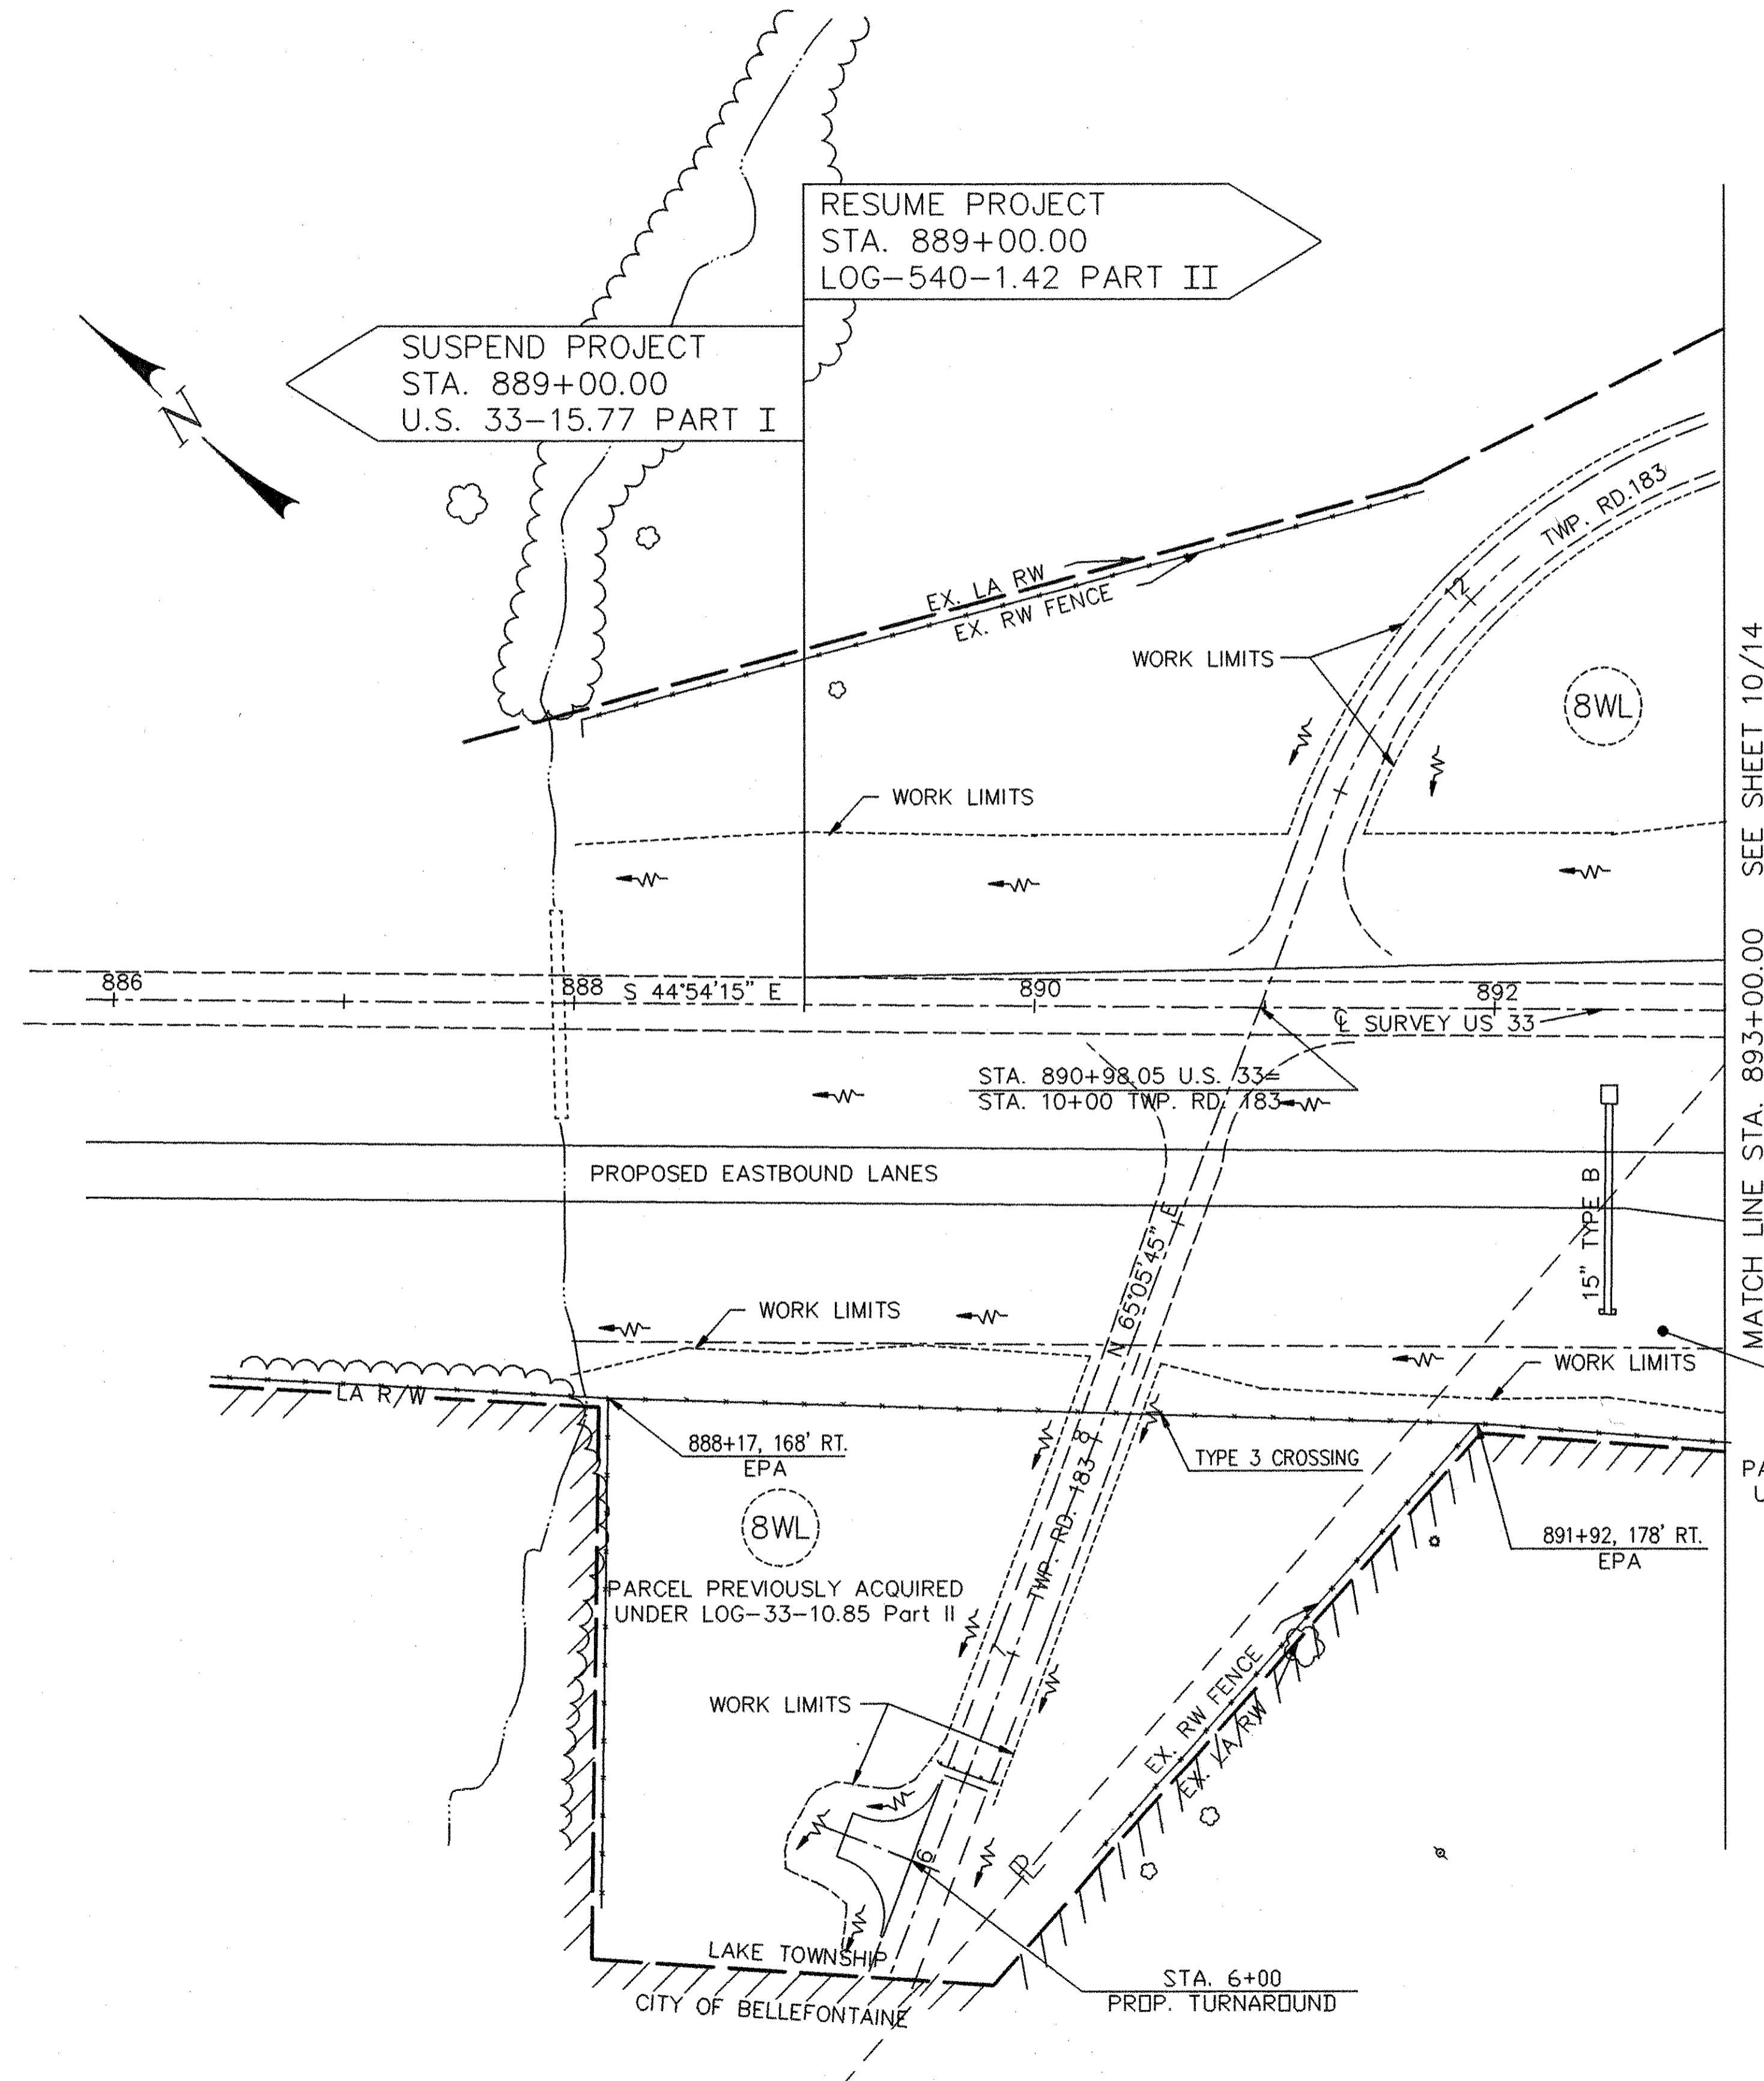 RESUME PROJECT
STA. 889+00.00
LOG-540-1.42 PART II
SUSPEND PROJECT
STA. 889+00.00
U.S. 33-15.77 PART I
N
EX. LA RW
EX. RW FENCE
TWP. RD.183
12
WORK LIMITS
8WL
WORK LIMITS
SEE SHEET 10/14
MATCH LINE STA. 893+00.00
886
888
S 44°54'15" E
890
892
℄ SURVEY US 33
STA. 890+98.05 U.S. 33=
STA. 10+00 TWP. RD. 183
PROPOSED EASTBOUND LANES
15" TYPE B
N 65°05'45" E
WORK LIMITS
WORK LIMITS
LA R/W
888+17, 168' RT.
EPA
TYPE 3 CROSSING
8
TWP. RD. 183
PA
U
891+92, 178' RT.
EPA
8WL
PARCEL PREVIOUSLY ACQUIRED
UNDER LOG-33-10.85 Part II
7
WORK LIMITS
EX. RW FENCE
EX. LA/RW
6
PL
LAKE TOWNSHIP
CITY OF BELLEFONTAINE
STA. 6+00
PROP. TURNAROUND